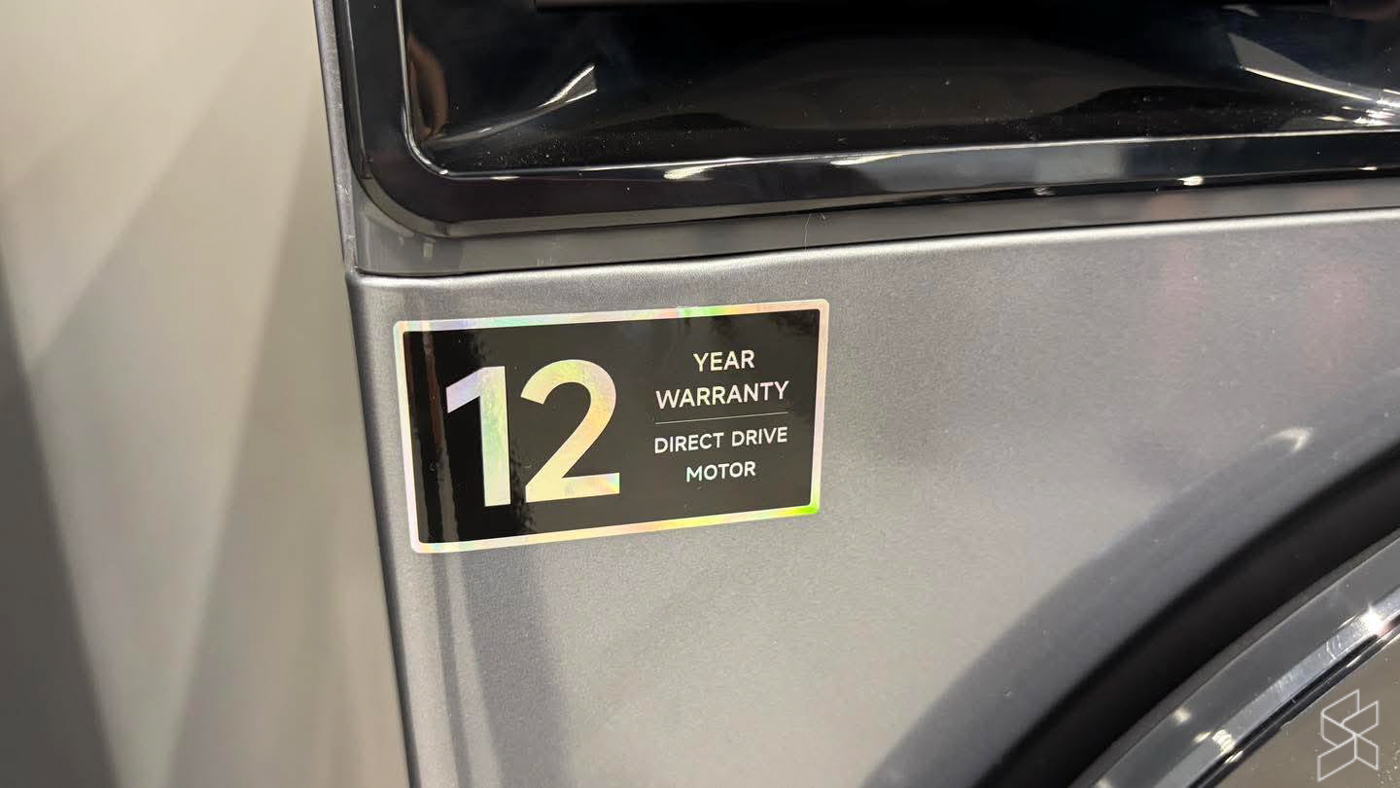 12
YEAR
WARRANTY
DIRECT DRIVE
MOTOR